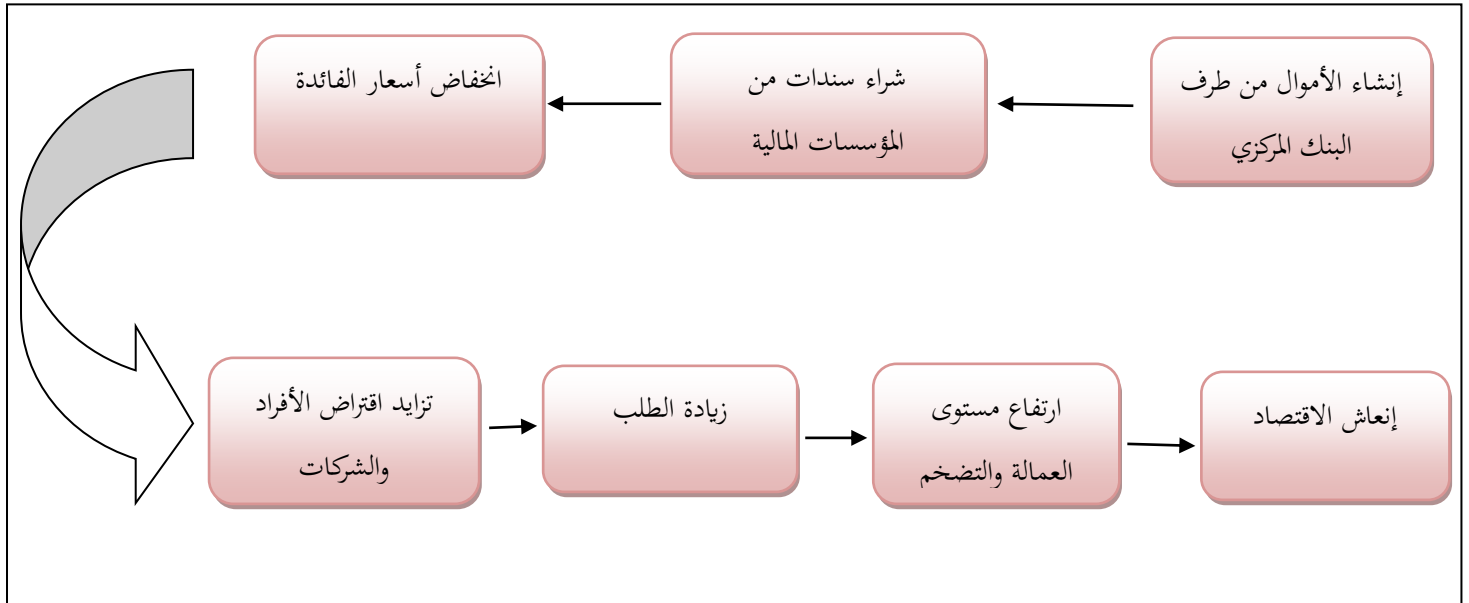 إنشاء الأموال من طرف
البنك المركزي
شراء سندات من
المؤسسات المالية
انخفاض أسعار الفائدة
تزايد اقتراض الأفراد
والشركات
زيادة الطلب
ارتفاع مستوى
العمالة والتضخم
إنعاش الاقتصاد